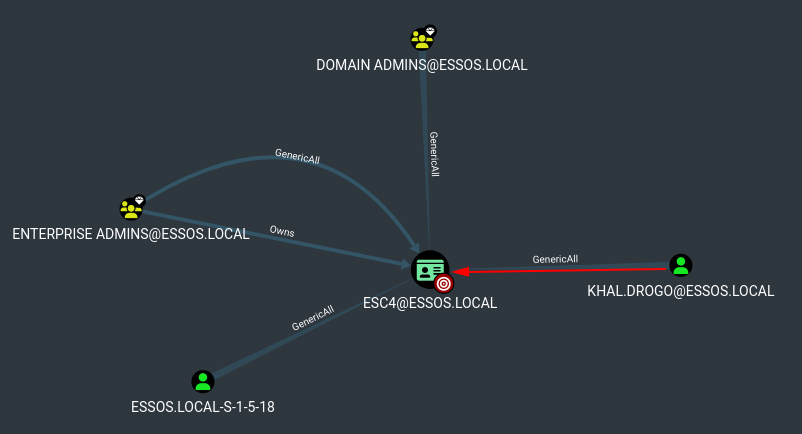 DOMAIN ADMINS@ESSOS.LOCAL
GenericAll
GenericAll
ENTERPRISE ADMINS@ESSOS.LOCAL
Owns
GenericAll
KHAL.DROGO@ESSOS.LOCAL
ESC4@ESSOS.LOCAL
GenericAll
ESSOS.LOCAL-S-1-5-18